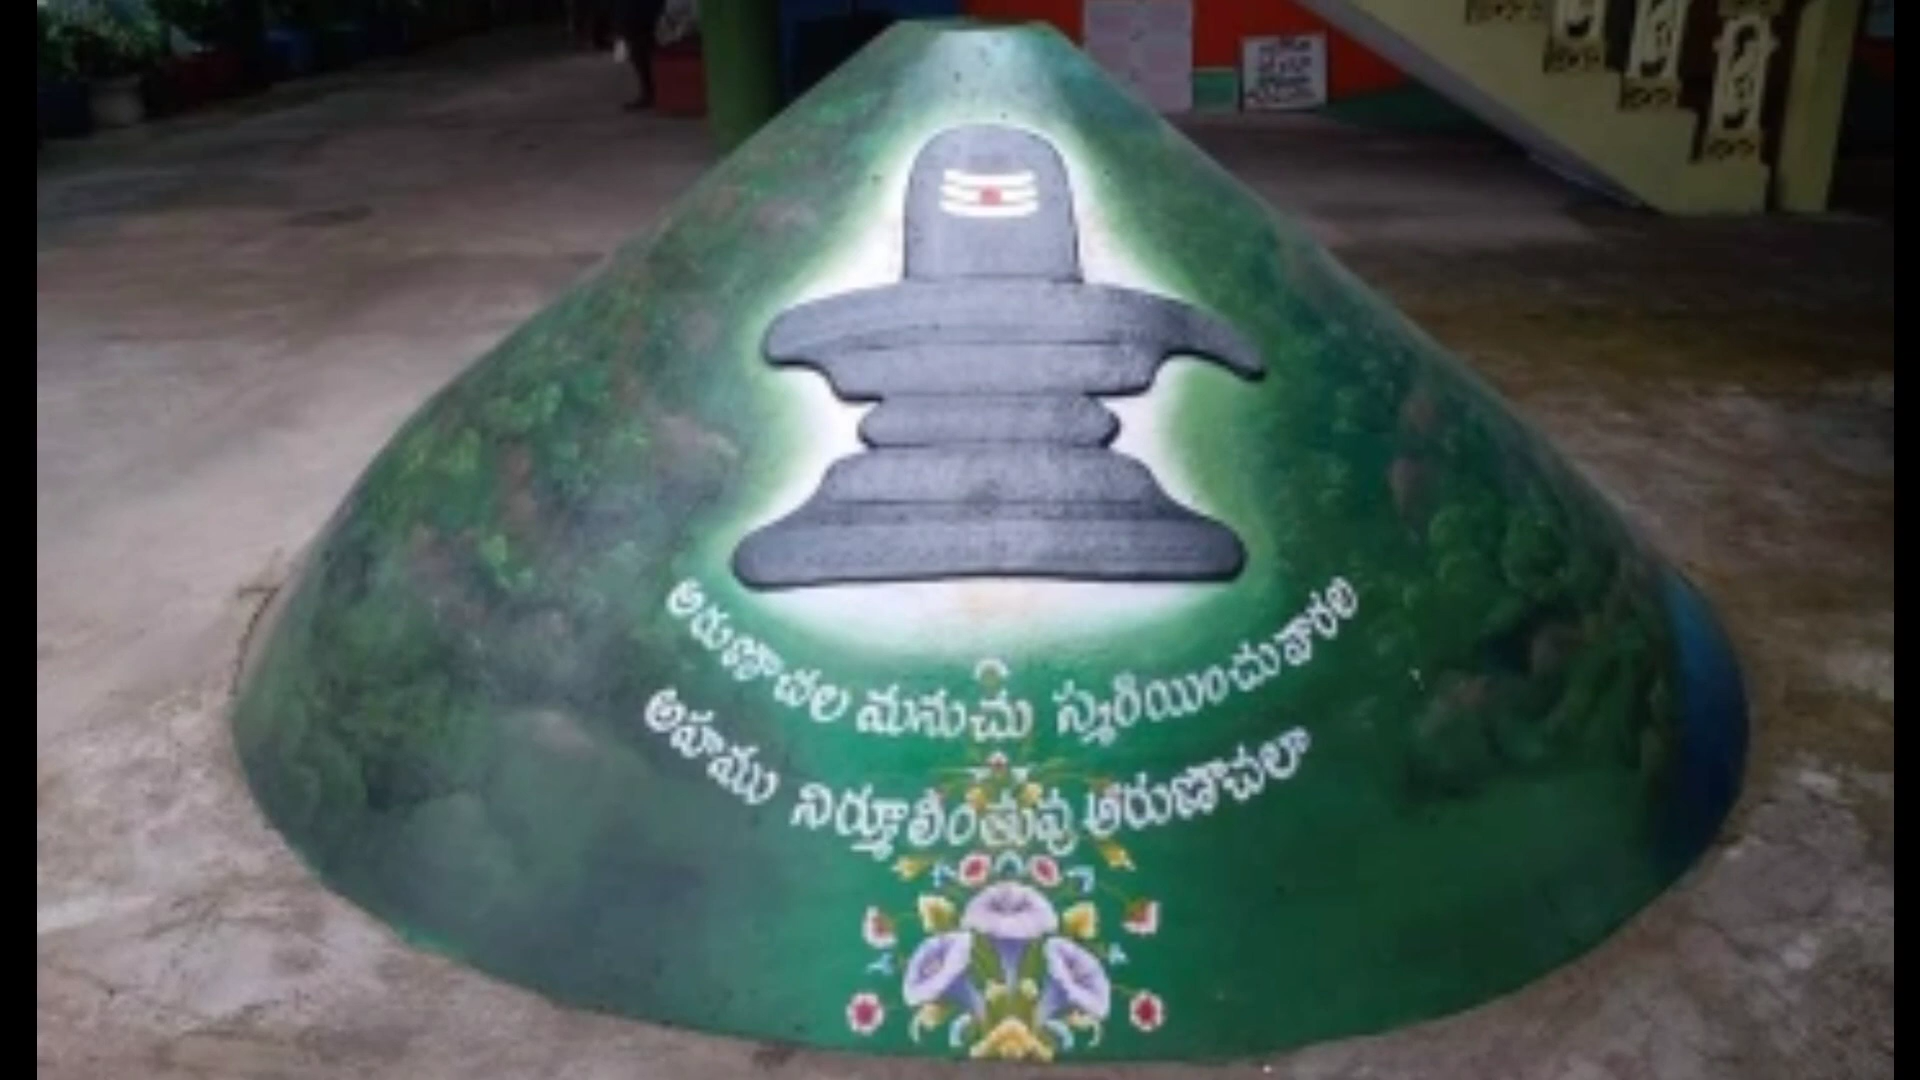 అరుణాచల మనుచు స్మరియించువారల
అహము నిర్మూలింతువు అరుణాచలా